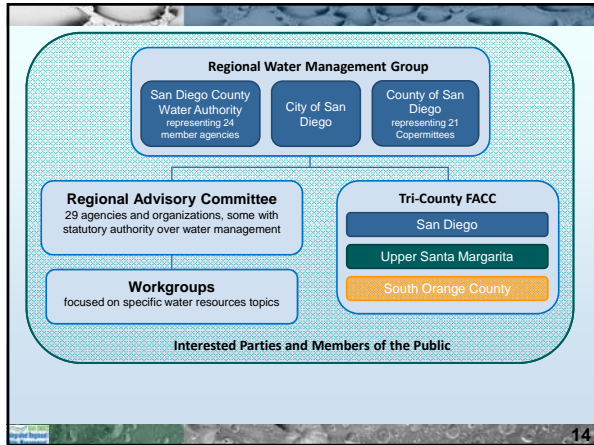 Regional Water Management Group
San Diego County
Water Authority
representing 24
member agencies
City of San
Diego
County of San
Diego
representing 21
Copermittees
Regional Advisory Committee
29 agencies and organizations, some with
statutory authority over water management
Workgroups
focused on specific water resources topics
Tri-County FACC
San Diego
Upper Santa Margarita
South Orange County
Interested Parties and Members of the Public
14